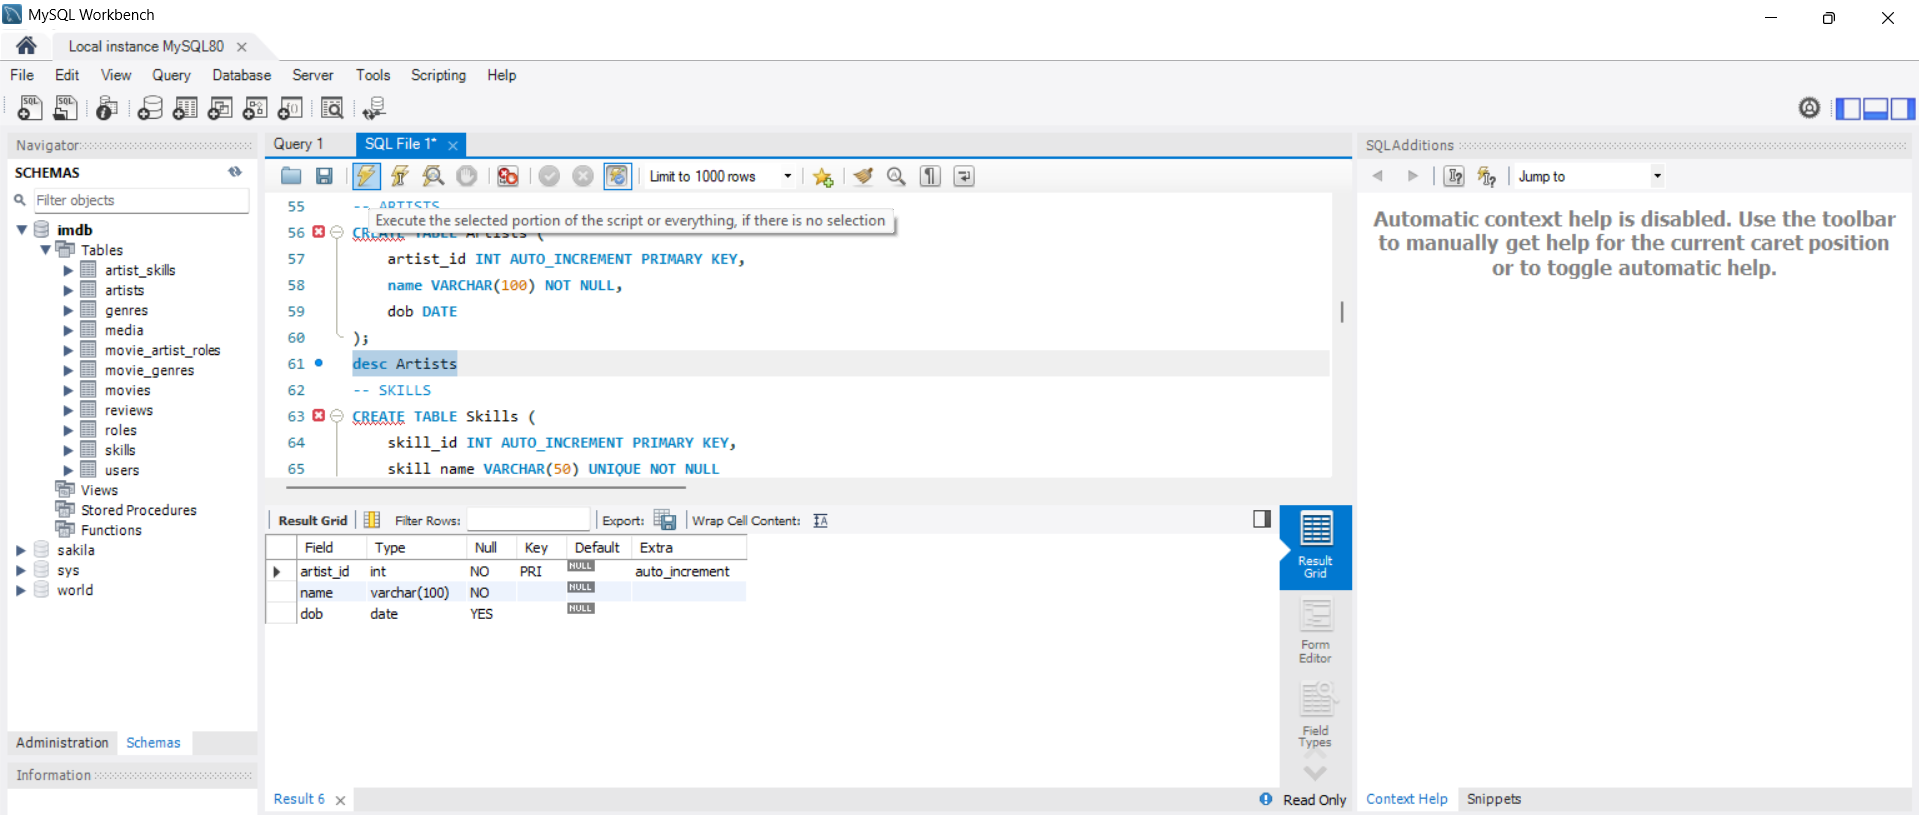 MySQL Workbench
Local instance MySQL80
File Edit View Query Database Server Tools Scripting Help
Navigator
SCHEMAS
Filter objects
imdb
Tables
artist_skills
artists
genres
media
movie_artist_roles
movie_genres
movies
reviews
roles
skills
users
Views
Stored Procedures
Functions
sakila
sys
world
Administration Schemas
Information
Query 1 SQL File 1*
Limit to 1000 rows
55 -- ARTISTS
Execute the selected portion of the script or everything, if there is no selection
56 CREATE TABLE Artists (
57 artist_id INT AUTO_INCREMENT PRIMARY KEY,
58 name VARCHAR(100) NOT NULL,
59 dob DATE
60 );
61 desc Artists
62 -- SKILLS
63 CREATE TABLE Skills (
64 skill_id INT AUTO_INCREMENT PRIMARY KEY,
65 skill_name VARCHAR(50) UNIQUE NOT NULL
Result Grid Filter Rows: Export: Wrap Cell Content: IA
Field Type Null Key Default Extra
artist_id int NO PRI NULL auto_increment
name varchar(100) NO NULL
dob date YES NULL
Result Grid
Form Editor
Field Types
Result 6
Read Only
SQLAdditions
Jump to
Automatic context help is disabled. Use the toolbar
to manually get help for the current caret position
or to toggle automatic help.
Context Help Snippets